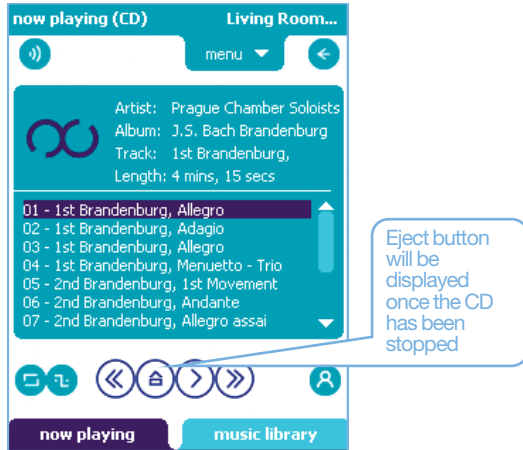 now playing (CD) Living Room...
menu
Artist: Prague Chamber Soloists
Album: J.S. Bach Brandenburg
Track: 1st Brandenburg,
Length: 4 mins, 15 secs
01 - 1st Brandenburg, Allegro
02 - 1st Brandenburg, Adagio
03 - 1st Brandenburg, Allegro
04 - 1st Brandenburg, Menuetto - Trio
05 - 2nd Brandenburg, 1st Movement
06 - 2nd Brandenburg, Andante
07 - 2nd Brandenburg, Allegro assai
Eject button
will be
displayed
once the CD
has been
stopped
now playing music library